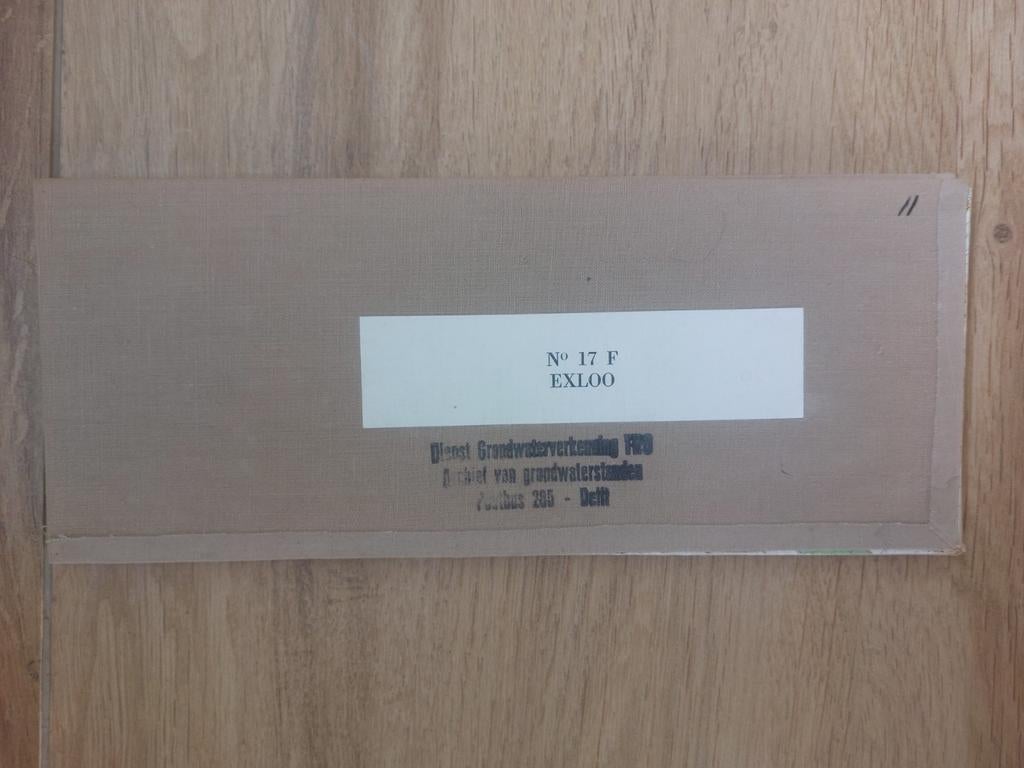 11
Nº 17 F
EXLOO
Dienst Grondwaterverkenning TNO
Archief van grondwaterstanden
Postbus 285 - Delft